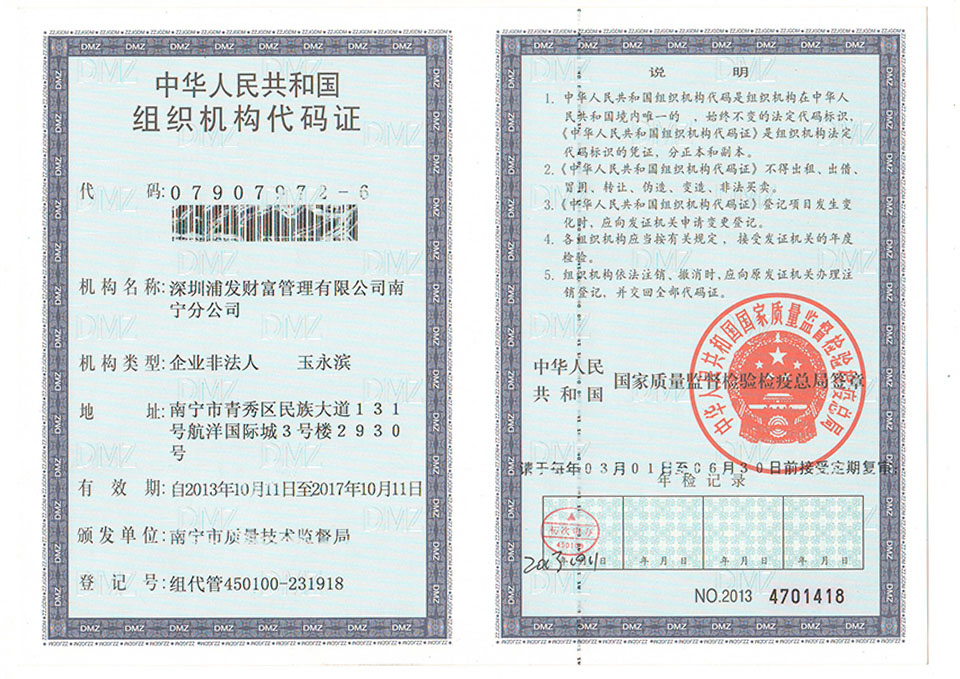 中华人民共和国
组织机构代码证
代 码:07907972-6
机构名称:深圳浦发财富管理有限公司南
宁分公司
机构类型:企业非法人 玉永滨
地 址:南宁市青秀区民族大道131
号航洋国际城3号楼2930
号
有 效 期:自2013年10月11日至2017年10月11日
颁发单位:南宁市质量技术监督局
登 记 号:组代管450100-231918
说 明
1. 中华人民共和国组织机构代码是组织机构在中华人
民共和国境内唯一的、始终不变的法定代码标识,
《中华人民共和国组织机构代码证》是组织机构法定
代码标识的凭证,分正本和副本。
2.《中华人民共和国组织机构代码证》不得出租、出借
冒用、转让、伪造、变造、非法买卖。
3.《中华人民共和国组织机构代码证》登记项目发生变
化时,应向发证机关申请变更登记。
4. 各组织机构应当按有关规定,接受发证机关的年度
检验。
5. 组织机构依法注销、撤消时,应向原发证机关办理注
销登记,并交回全部代码证。
中华人民共和国国家质量监督检验检疫总局
中华人民
共和国
国家质量监督检验检疫总局签章
请于每年03月01日至06月30日前接受定期复审.
年检记录
年 月 日 年 月 日 年 月 日 年 月 日
NO.2013 4701418